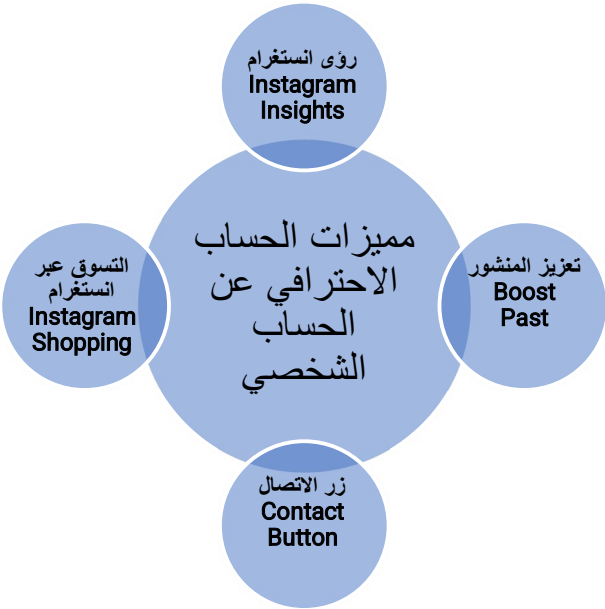 رؤى انستغرام
Instagram
Insights
مميزات الحساب
الاحترافي عن
الحساب
الشخصي
تعزيز المنشور
Boost
Past
التسوق عبر
انستغرام
Instagram
Shopping
زر الاتصال
Contact
Button